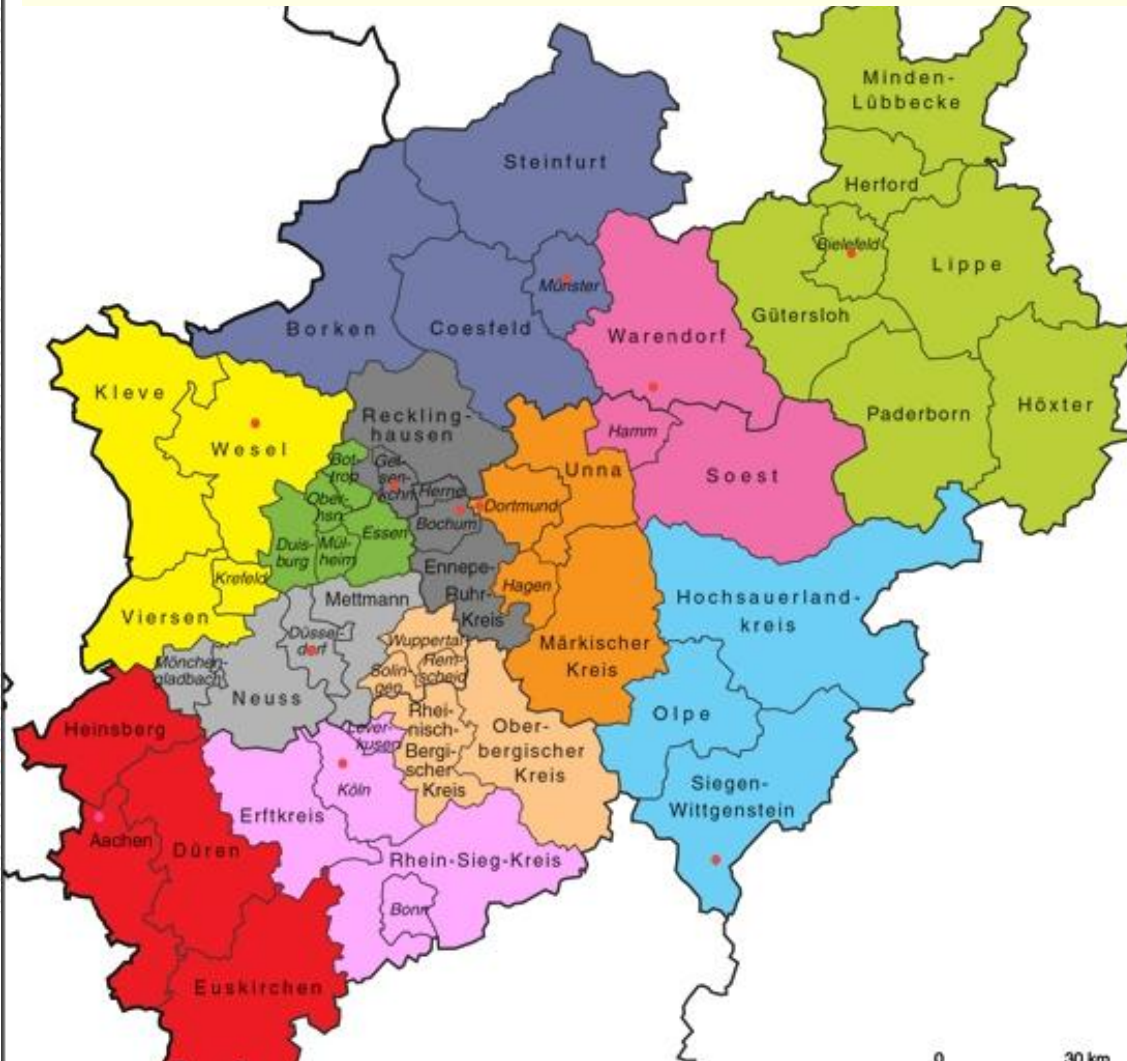 Minden-
Lübbecke
Steinfurt
Herford
Bielefeld
Lippe
Münster
Gütersloh
Borken
Coesfeld
Warendorf
Kleve
Höxter
Paderborn
Reckling-
hausen
Hamm
Wesel
Unna
Soest
Bot-
trop
Gel-
sen-
kchn
Herne
Ober-
hsn
Dortmund
Bochum
Essen
Duis-
burg
Mül-
heim
Ennepe-
Ruhr-
Kreis
Krefeld
Hagen
Mettmann
Hochsauerland-
kreis
Viersen
Düssel-
dorf
Wuppertal
Märkischer
Kreis
Mönchen-
gladbach
Solin-
gen
Rem-
scheid
Neuss
Olpe
Heinsberg
Rhei-
nisch-
Bergi-
scher
Kreis
Ober-
bergischer
Kreis
Lever-
kusen
Siegen-
Wittgenstein
Köln
Erftkreis
Aachen
Düren
Rhein-Sieg-Kreis
Bonn
Euskirchen
0 30 km